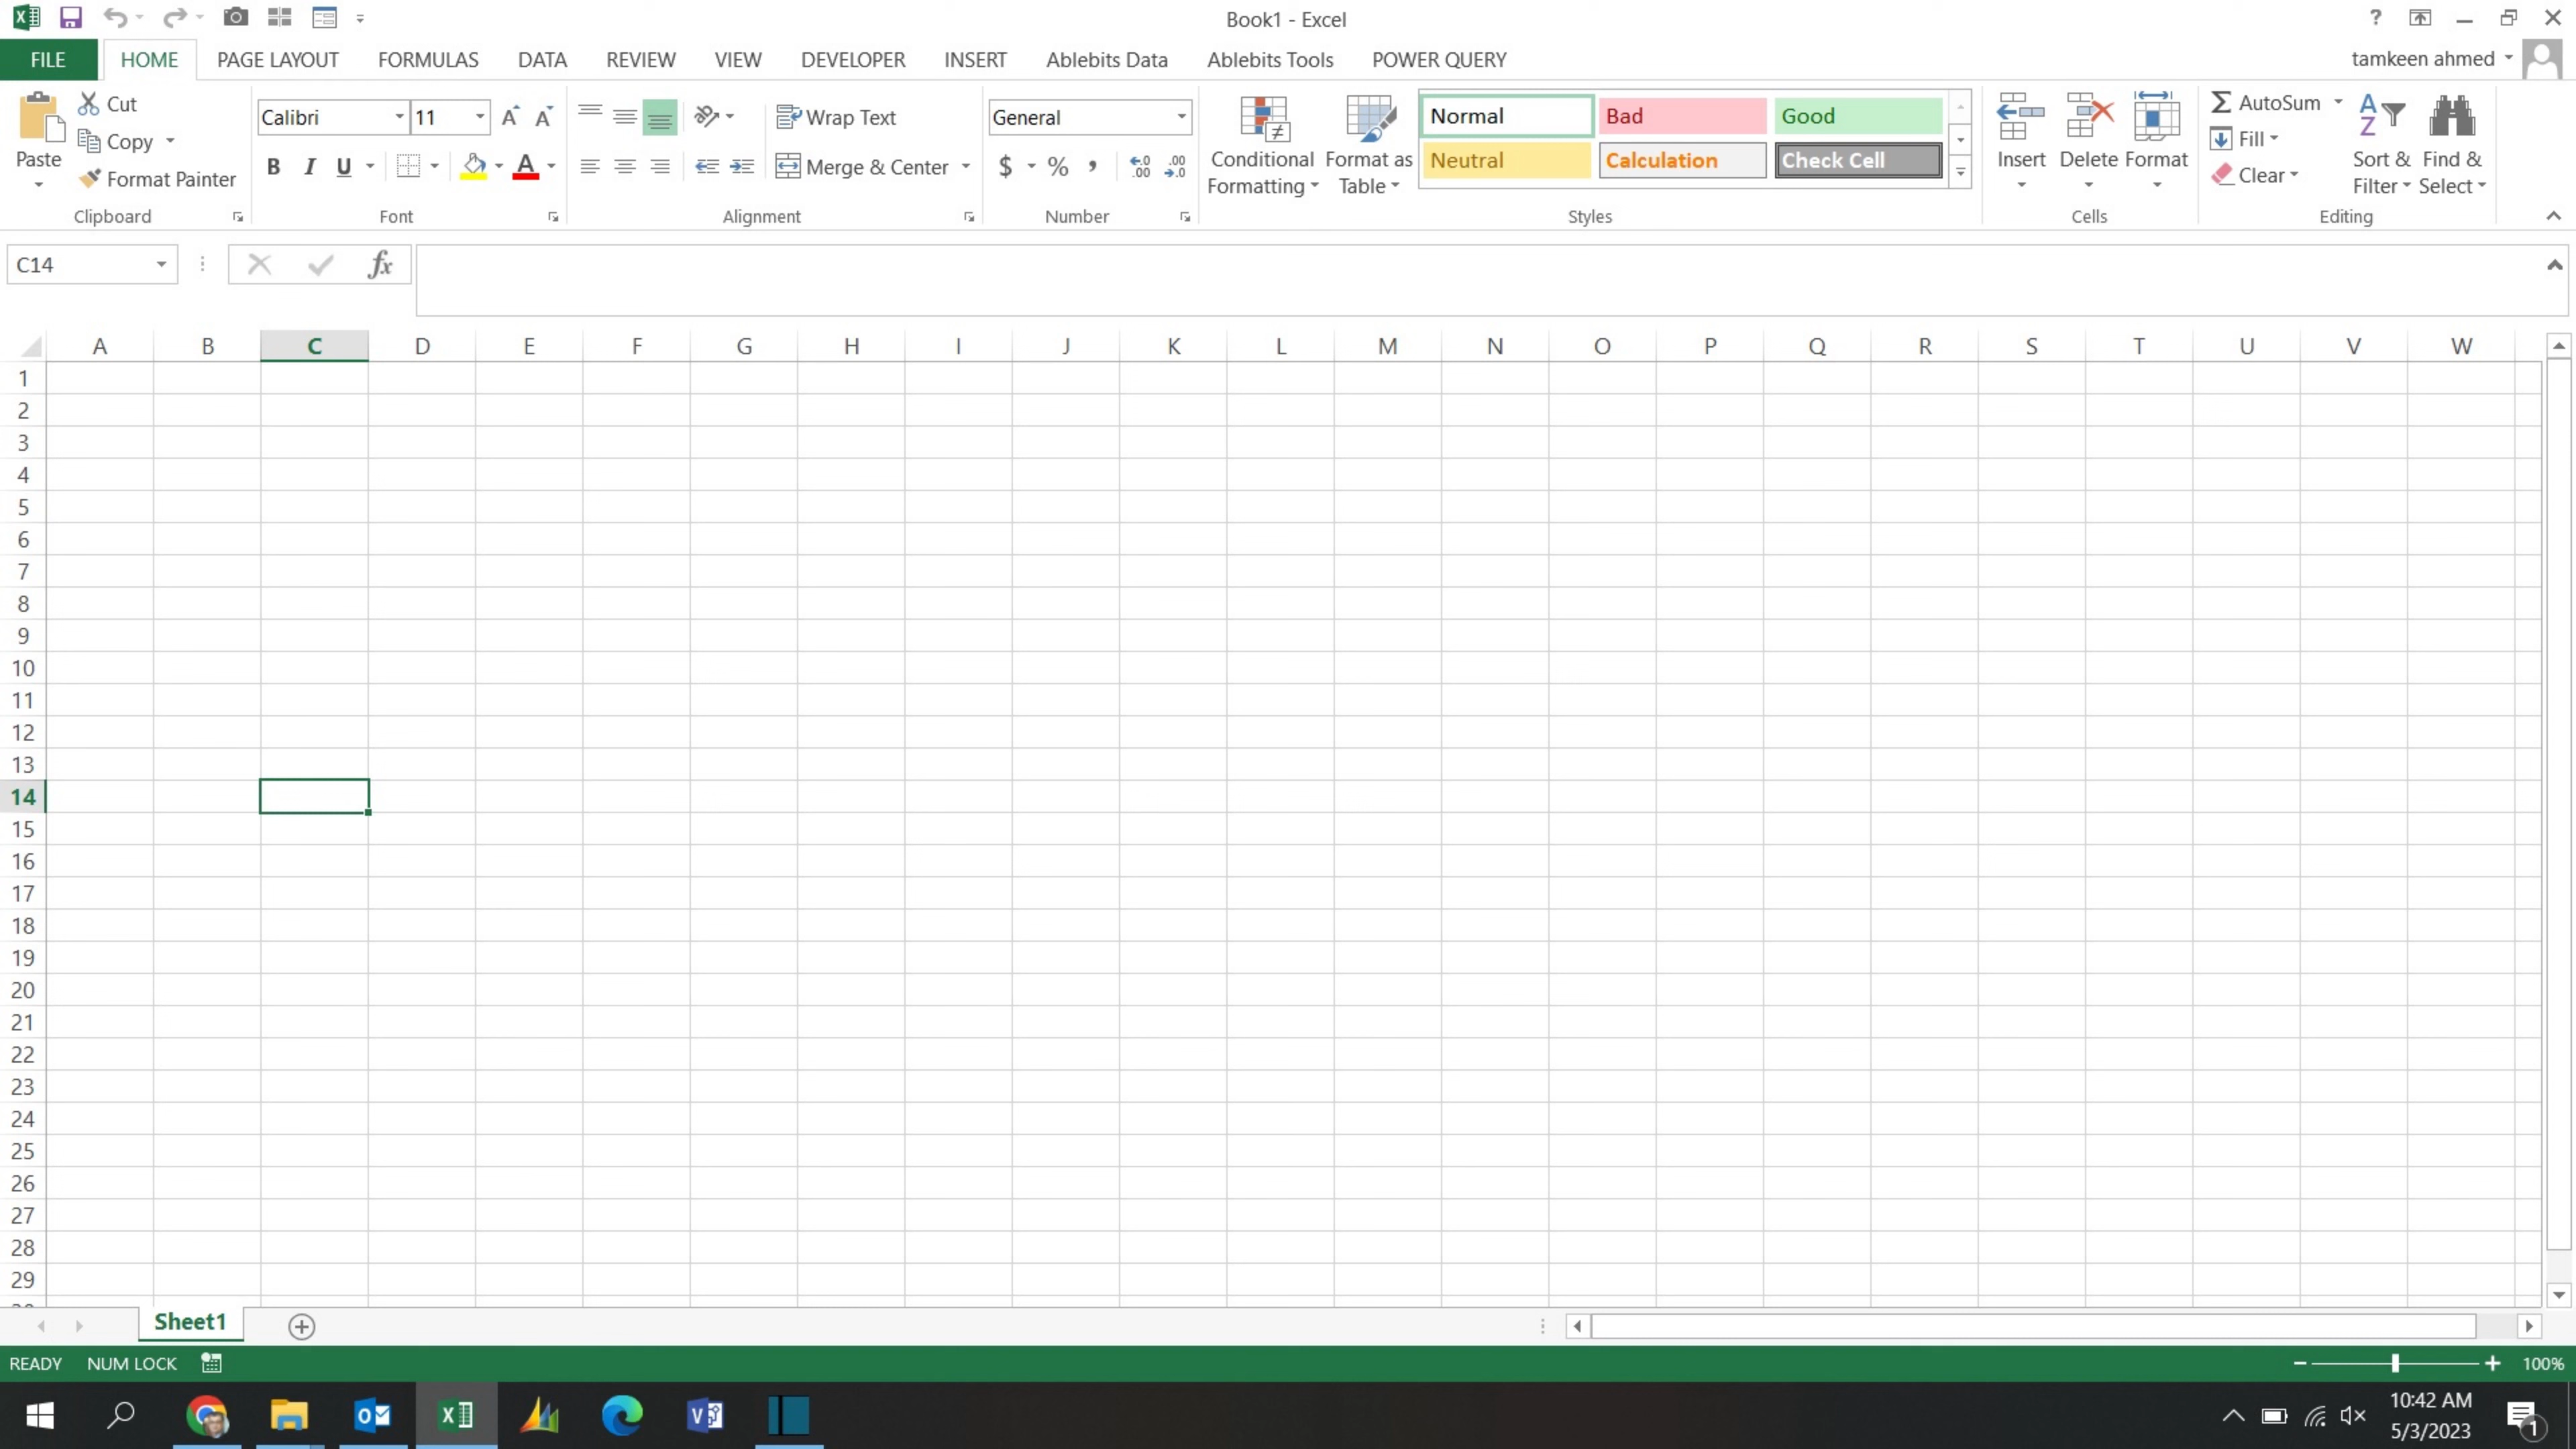 Book1 - Excel
FILE HOME PAGE LAYOUT FORMULAS DATA REVIEW VIEW DEVELOPER INSERT Ablebits Data Ablebits Tools POWER QUERY tamkeen ahmed
Paste Cut Copy Format Painter
Calibri 11
B I U A
Wrap Text
Merge & Center
General
$ % ,
Conditional Formatting
Format as Table
Normal Bad Good
Neutral Calculation Check Cell
Insert Delete Format
AutoSum
Fill
Clear
Sort & Filter
Find & Select
Clipboard Font Alignment Number Styles Cells Editing
C14 fx
A B C D E F G H I J K L M N O P Q R S T U V W
1
2
3
4
5
6
7
8
9
10
11
12
13
14
15
16
17
18
19
20
21
22
23
24
25
26
27
28
29
Sheet1
READY NUM LOCK 100%
10:42 AM
5/3/2023
1